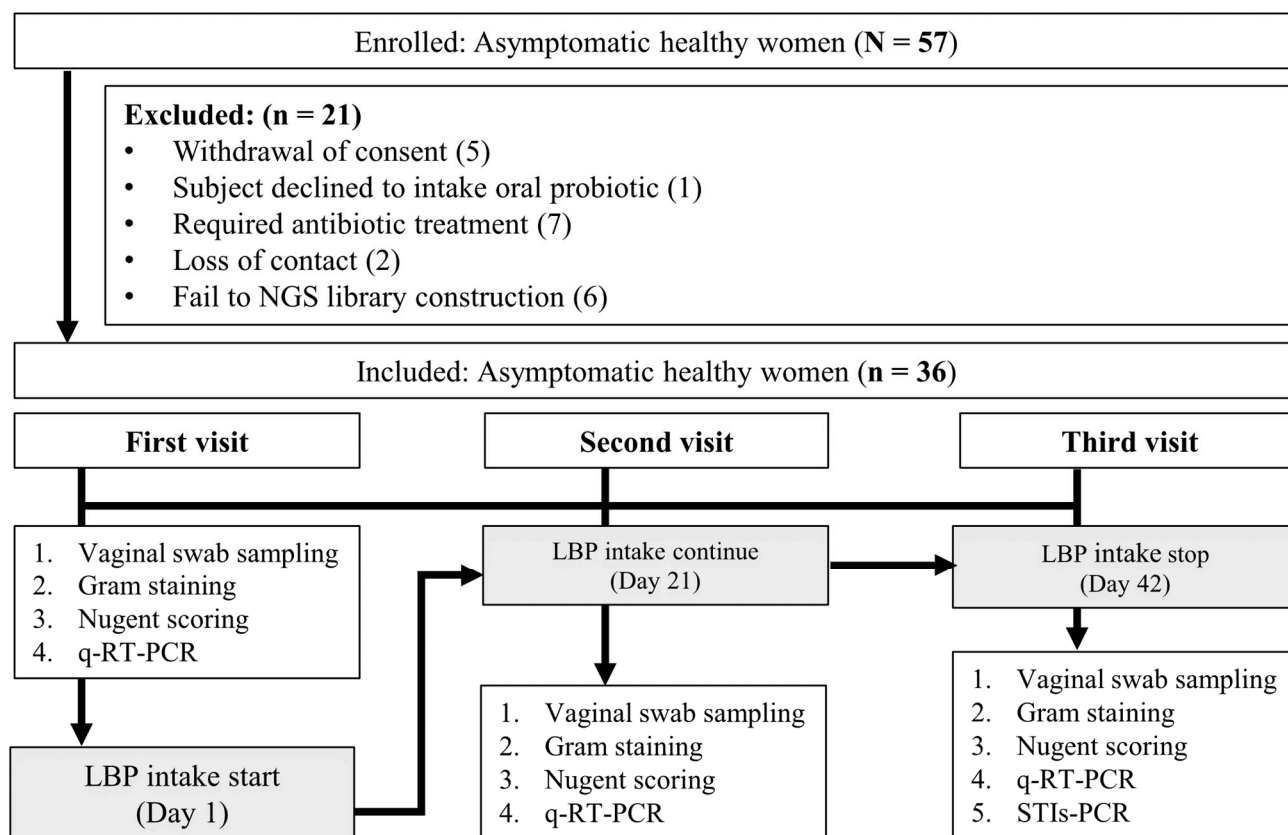 Enrolled: Asymptomatic healthy women (N = 57)
Excluded: (n = 21)
• Withdrawal of consent (5)
• Subject declined to intake oral probiotic (1)
• Required antibiotic treatment (7)
• Loss of contact (2)
• Fail to NGS library construction (6)
Included: Asymptomatic healthy women (n = 36)
First visit
Second visit
Third visit
1. Vaginal swab sampling
2. Gram staining
3. Nugent scoring
4. q-RT-PCR
LBP intake start
(Day 1)
LBP intake continue
(Day 21)
1. Vaginal swab sampling
2. Gram staining
3. Nugent scoring
4. q-RT-PCR
LBP intake stop
(Day 42)
1. Vaginal swab sampling
2. Gram staining
3. Nugent scoring
4. q-RT-PCR
5. STIs-PCR